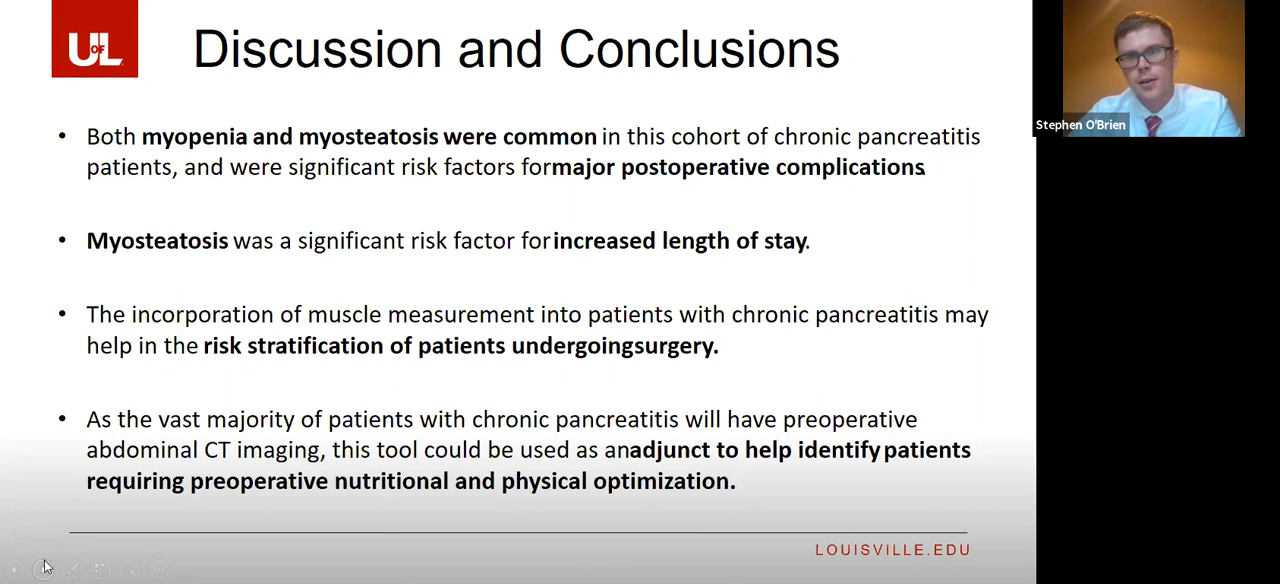 UofL
Discussion and Conclusions
Stephen O'Brien
• Both myopenia and myosteatosis were common in this cohort of chronic pancreatitis
patients, and were significant risk factors formajor postoperative complications.
• Myosteatosis was a significant risk factor forincreased length of stay.
• The incorporation of muscle measurement into patients with chronic pancreatitis may
help in the risk stratification of patients undergoingsurgery.
• As the vast majority of patients with chronic pancreatitis will have preoperative
abdominal CT imaging, this tool could be used as anadjunct to help identify patients
requiring preoperative nutritional and physical optimization.
LOUISVILLE.EDU